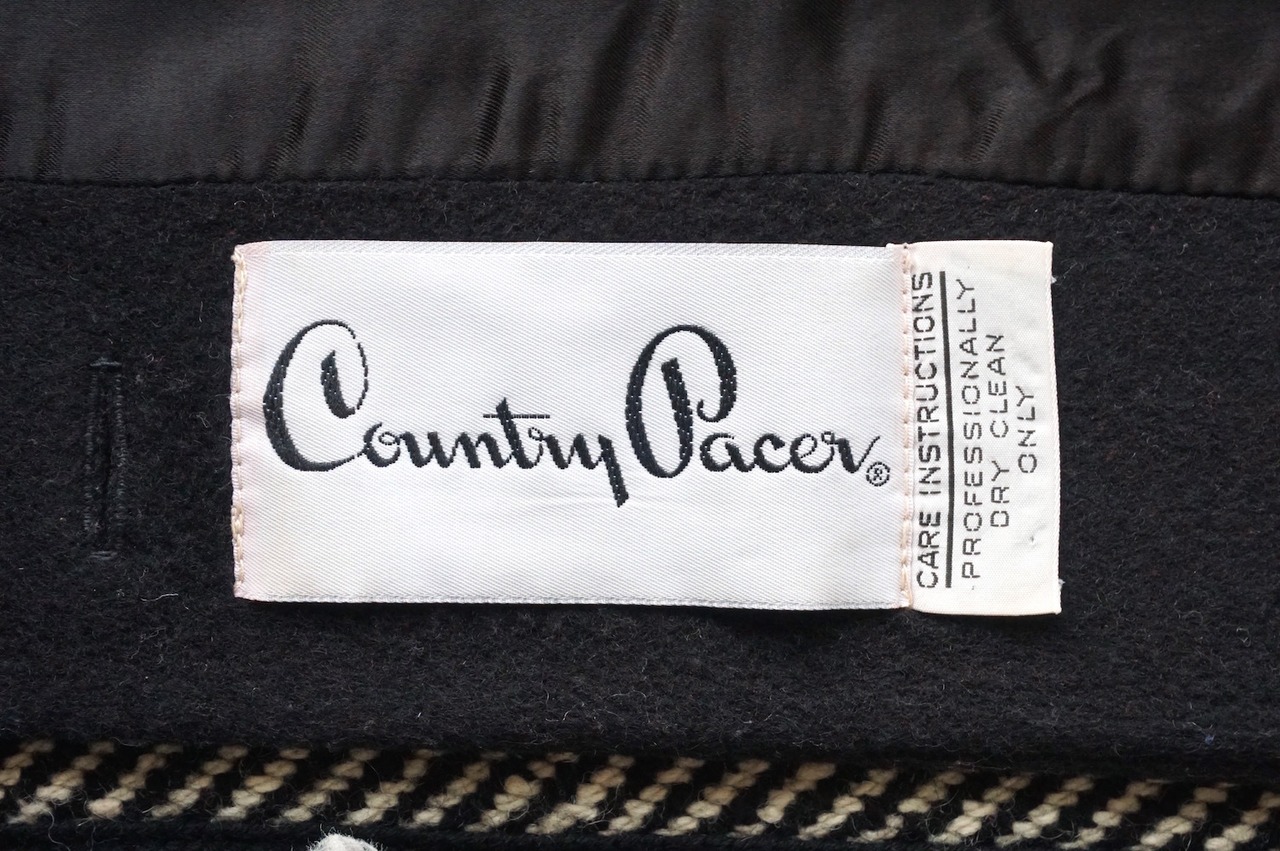 Country Pacer®
CARE INSTRUCTIONS
PROFESSIONALLY
DRY CLEAN
ONLY